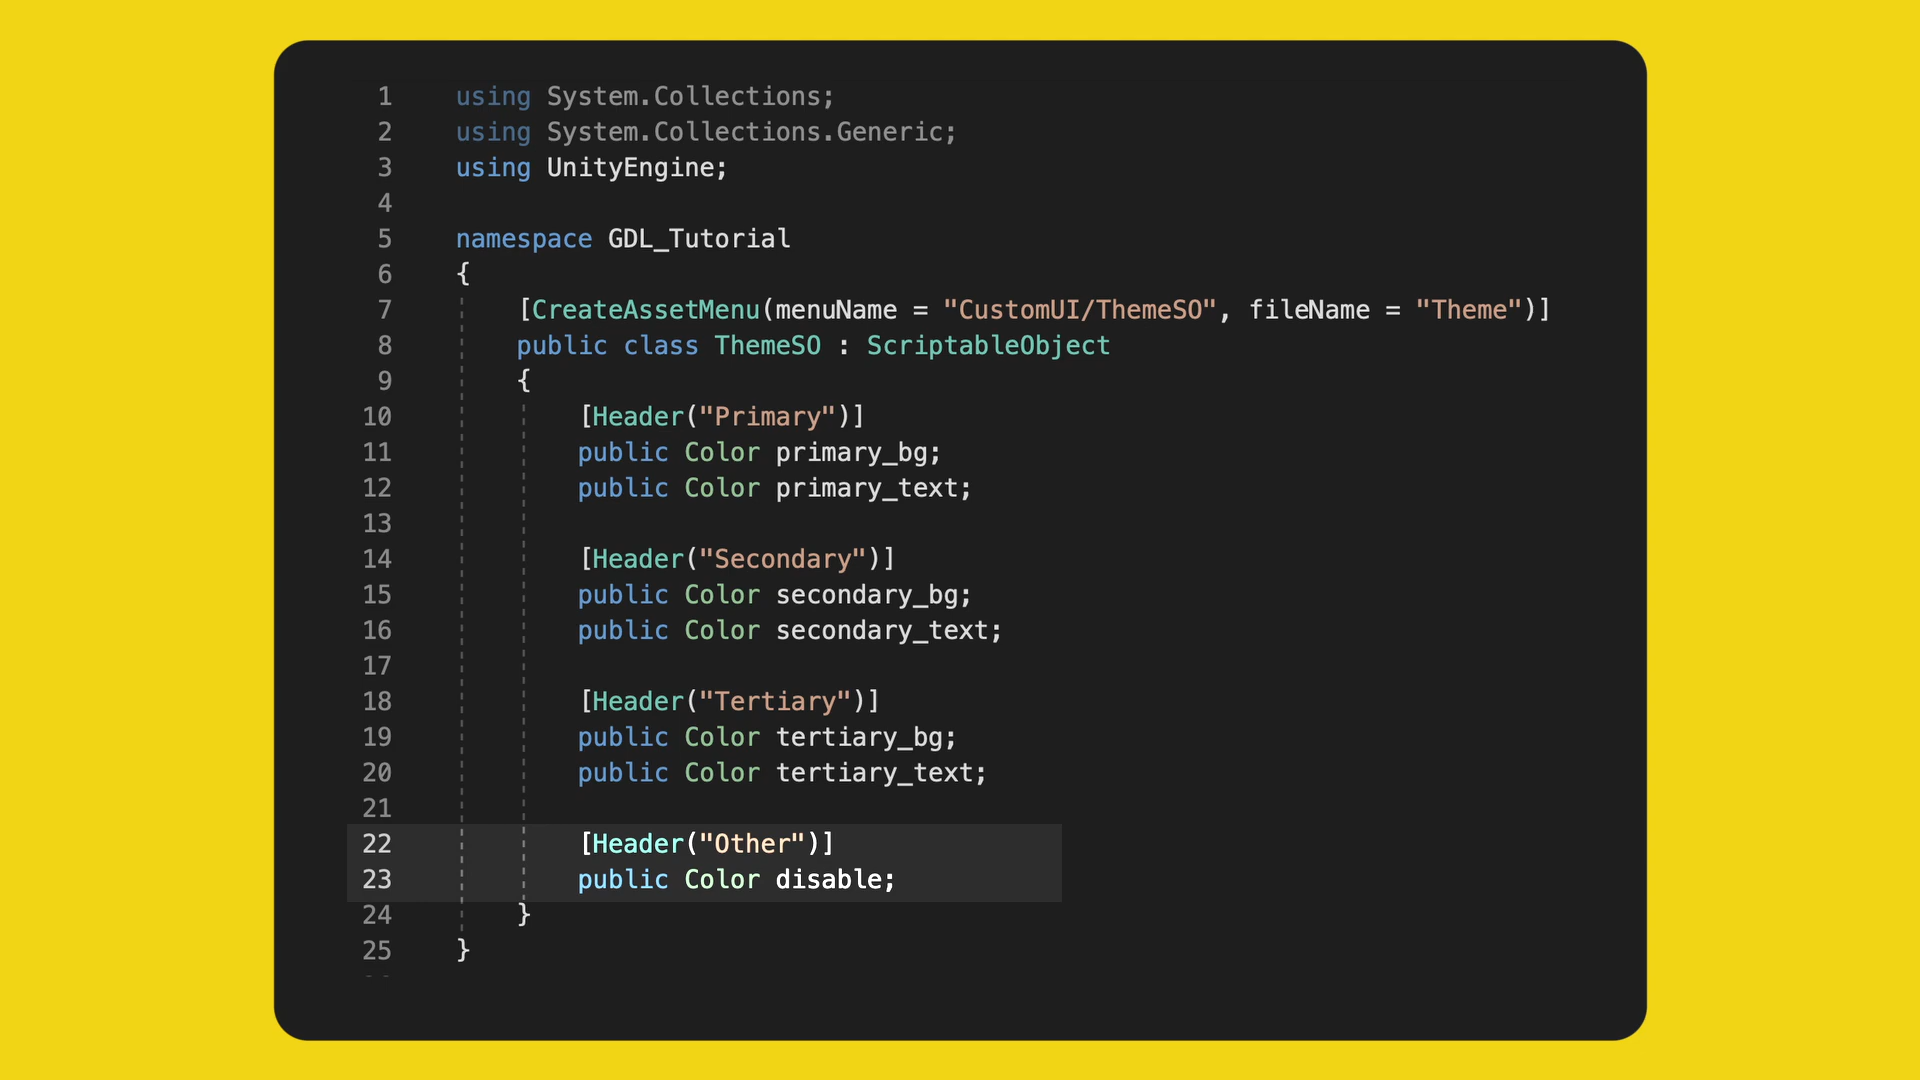 1 using System.Collections;
2 using System.Collections.Generic;
3 using UnityEngine;
4
5 namespace GDL_Tutorial
6 {
7 [CreateAssetMenu(menuName = "CustomUI/ThemeSO", fileName = "Theme")]
8 public class ThemeSO : ScriptableObject
9 {
10 [Header("Primary")]
11 public Color primary_bg;
12 public Color primary_text;
13
14 [Header("Secondary")]
15 public Color secondary_bg;
16 public Color secondary_text;
17
18 [Header("Tertiary")]
19 public Color tertiary_bg;
20 public Color tertiary_text;
21
22 [Header("Other")]
23 public Color disable;
24 }
25 }